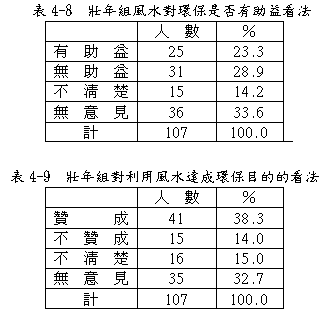 表 4-8 壯年組風水對環保是否有助益看法
人 數 %
有 助 益 25 23.3
無 助 益 31 28.9
不 清 楚 15 14.2
無 意 見 36 33.6
計 107 100.0
表 4-9 壯年組對利用風水達成環保目的的看法
人 數 %
贊 成 41 38.3
不 贊 成 15 14.0
不 清 楚 16 15.0
無 意 見 35 32.7
計 107 100.0